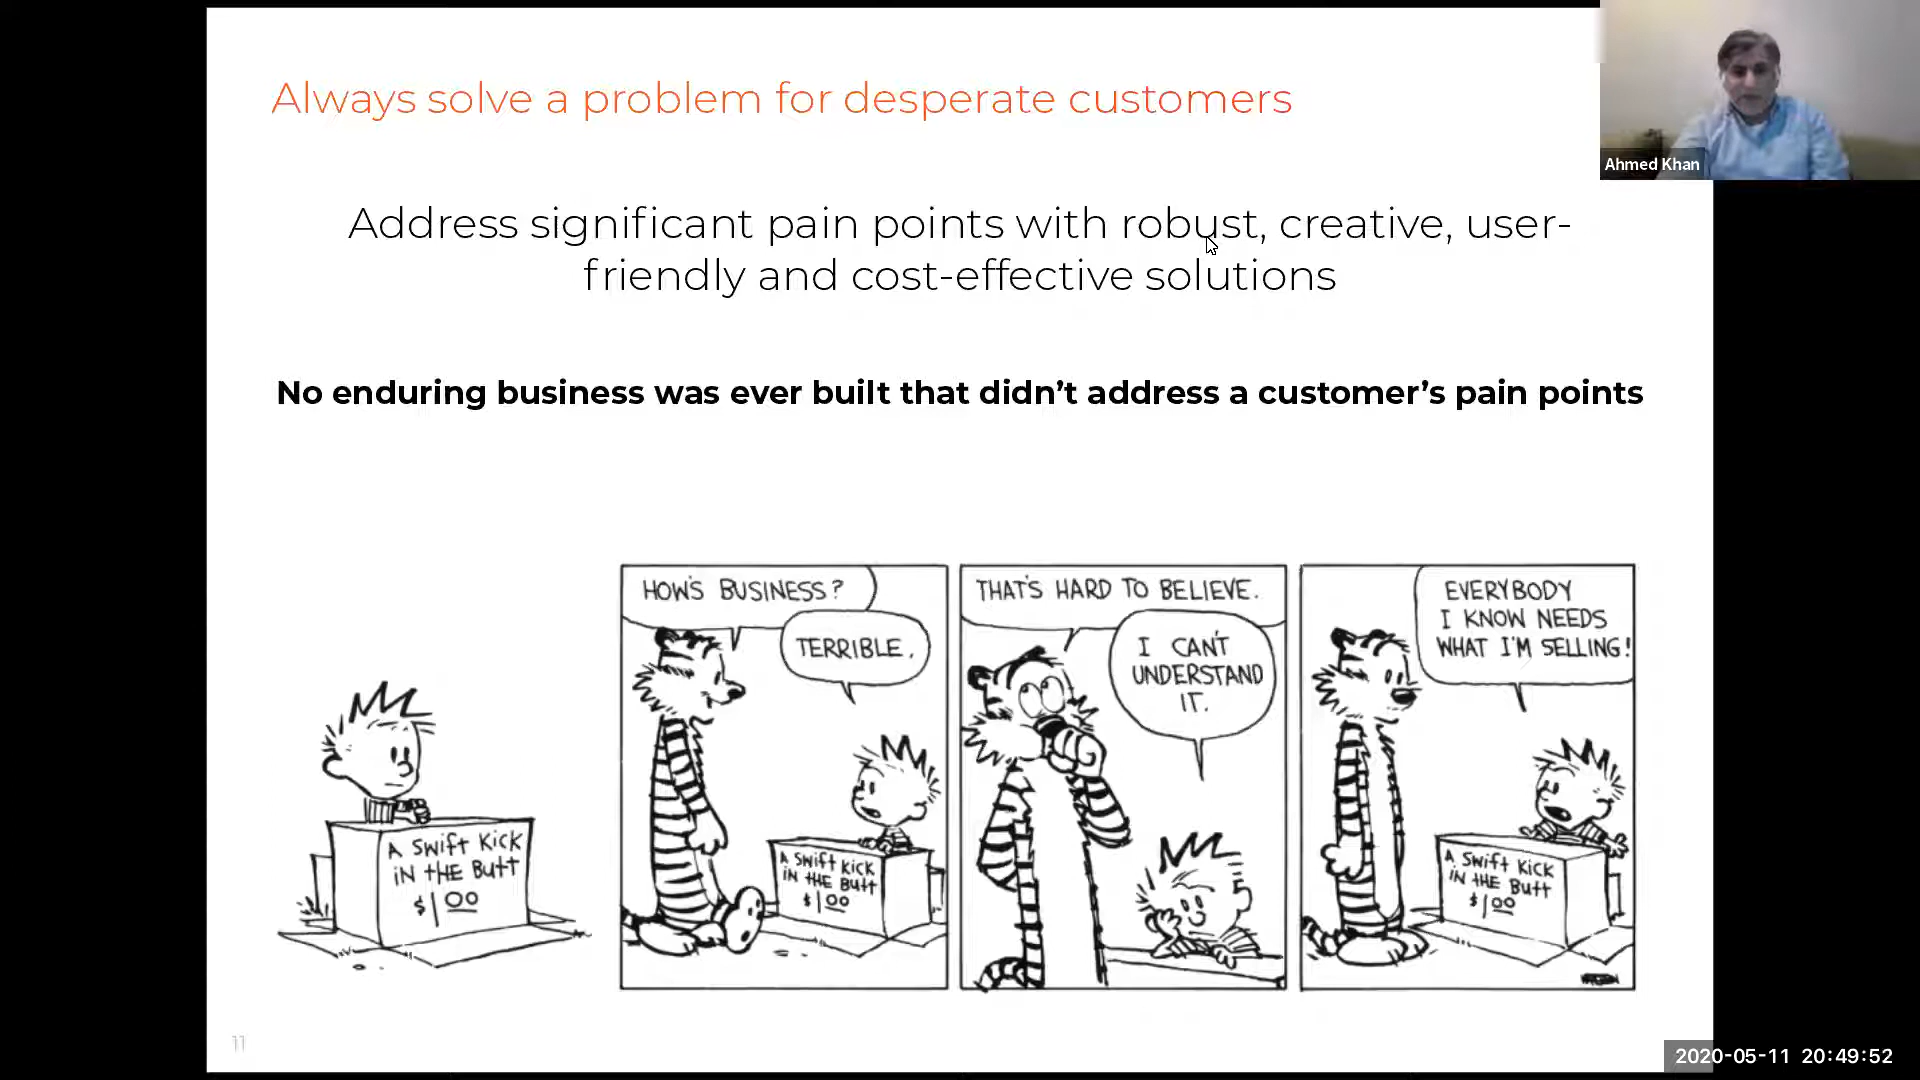 Always solve a problem for desperate customers
Ahmed Khan
Address significant pain points with robust, creative, user-
friendly and cost-effective solutions
No enduring business was ever built that didn’t address a customer’s pain points
A SWIFT KICK
IN THE BUTT
$1.00
HOW'S BUSINESS?
TERRIBLE.
A SWIFT KICK
IN THE BUTT
$1.00
THAT'S HARD TO BELIEVE.
I CAN'T
UNDERSTAND
IT.
EVERYBODY
I KNOW NEEDS
WHAT I'M SELLING!
A SWIFT KICK
IN THE BUTT
$1.00
11
2020-05-11 20:49:52